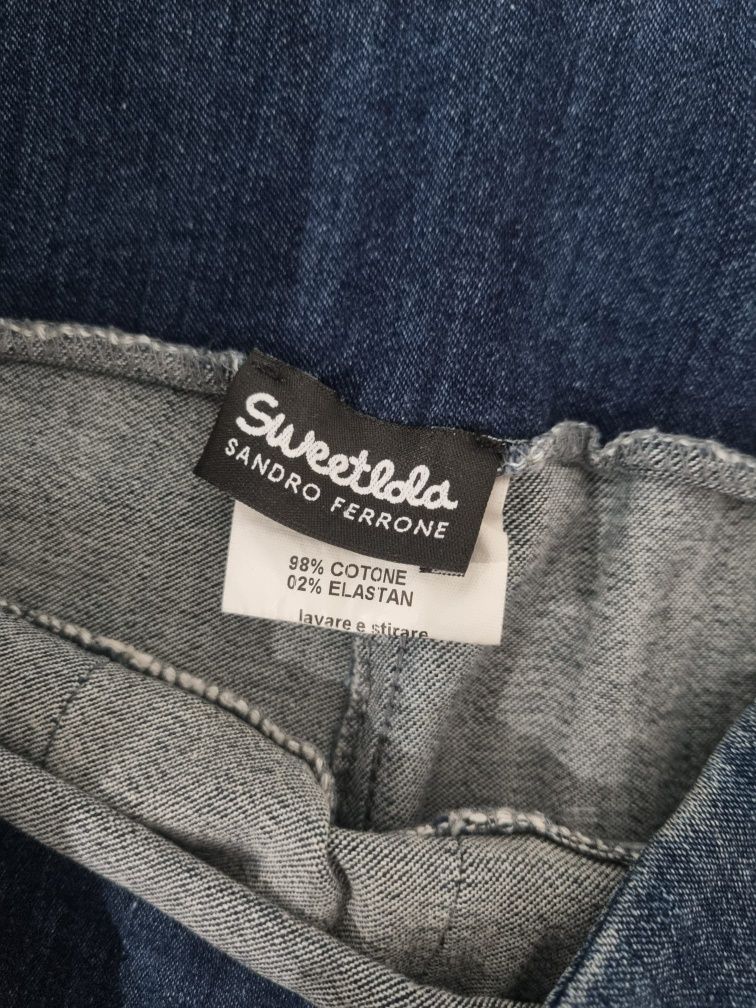 Sweetlola
SANDRO FERRONE
98% COTONE
02% ELASTAN
lavare e stirare